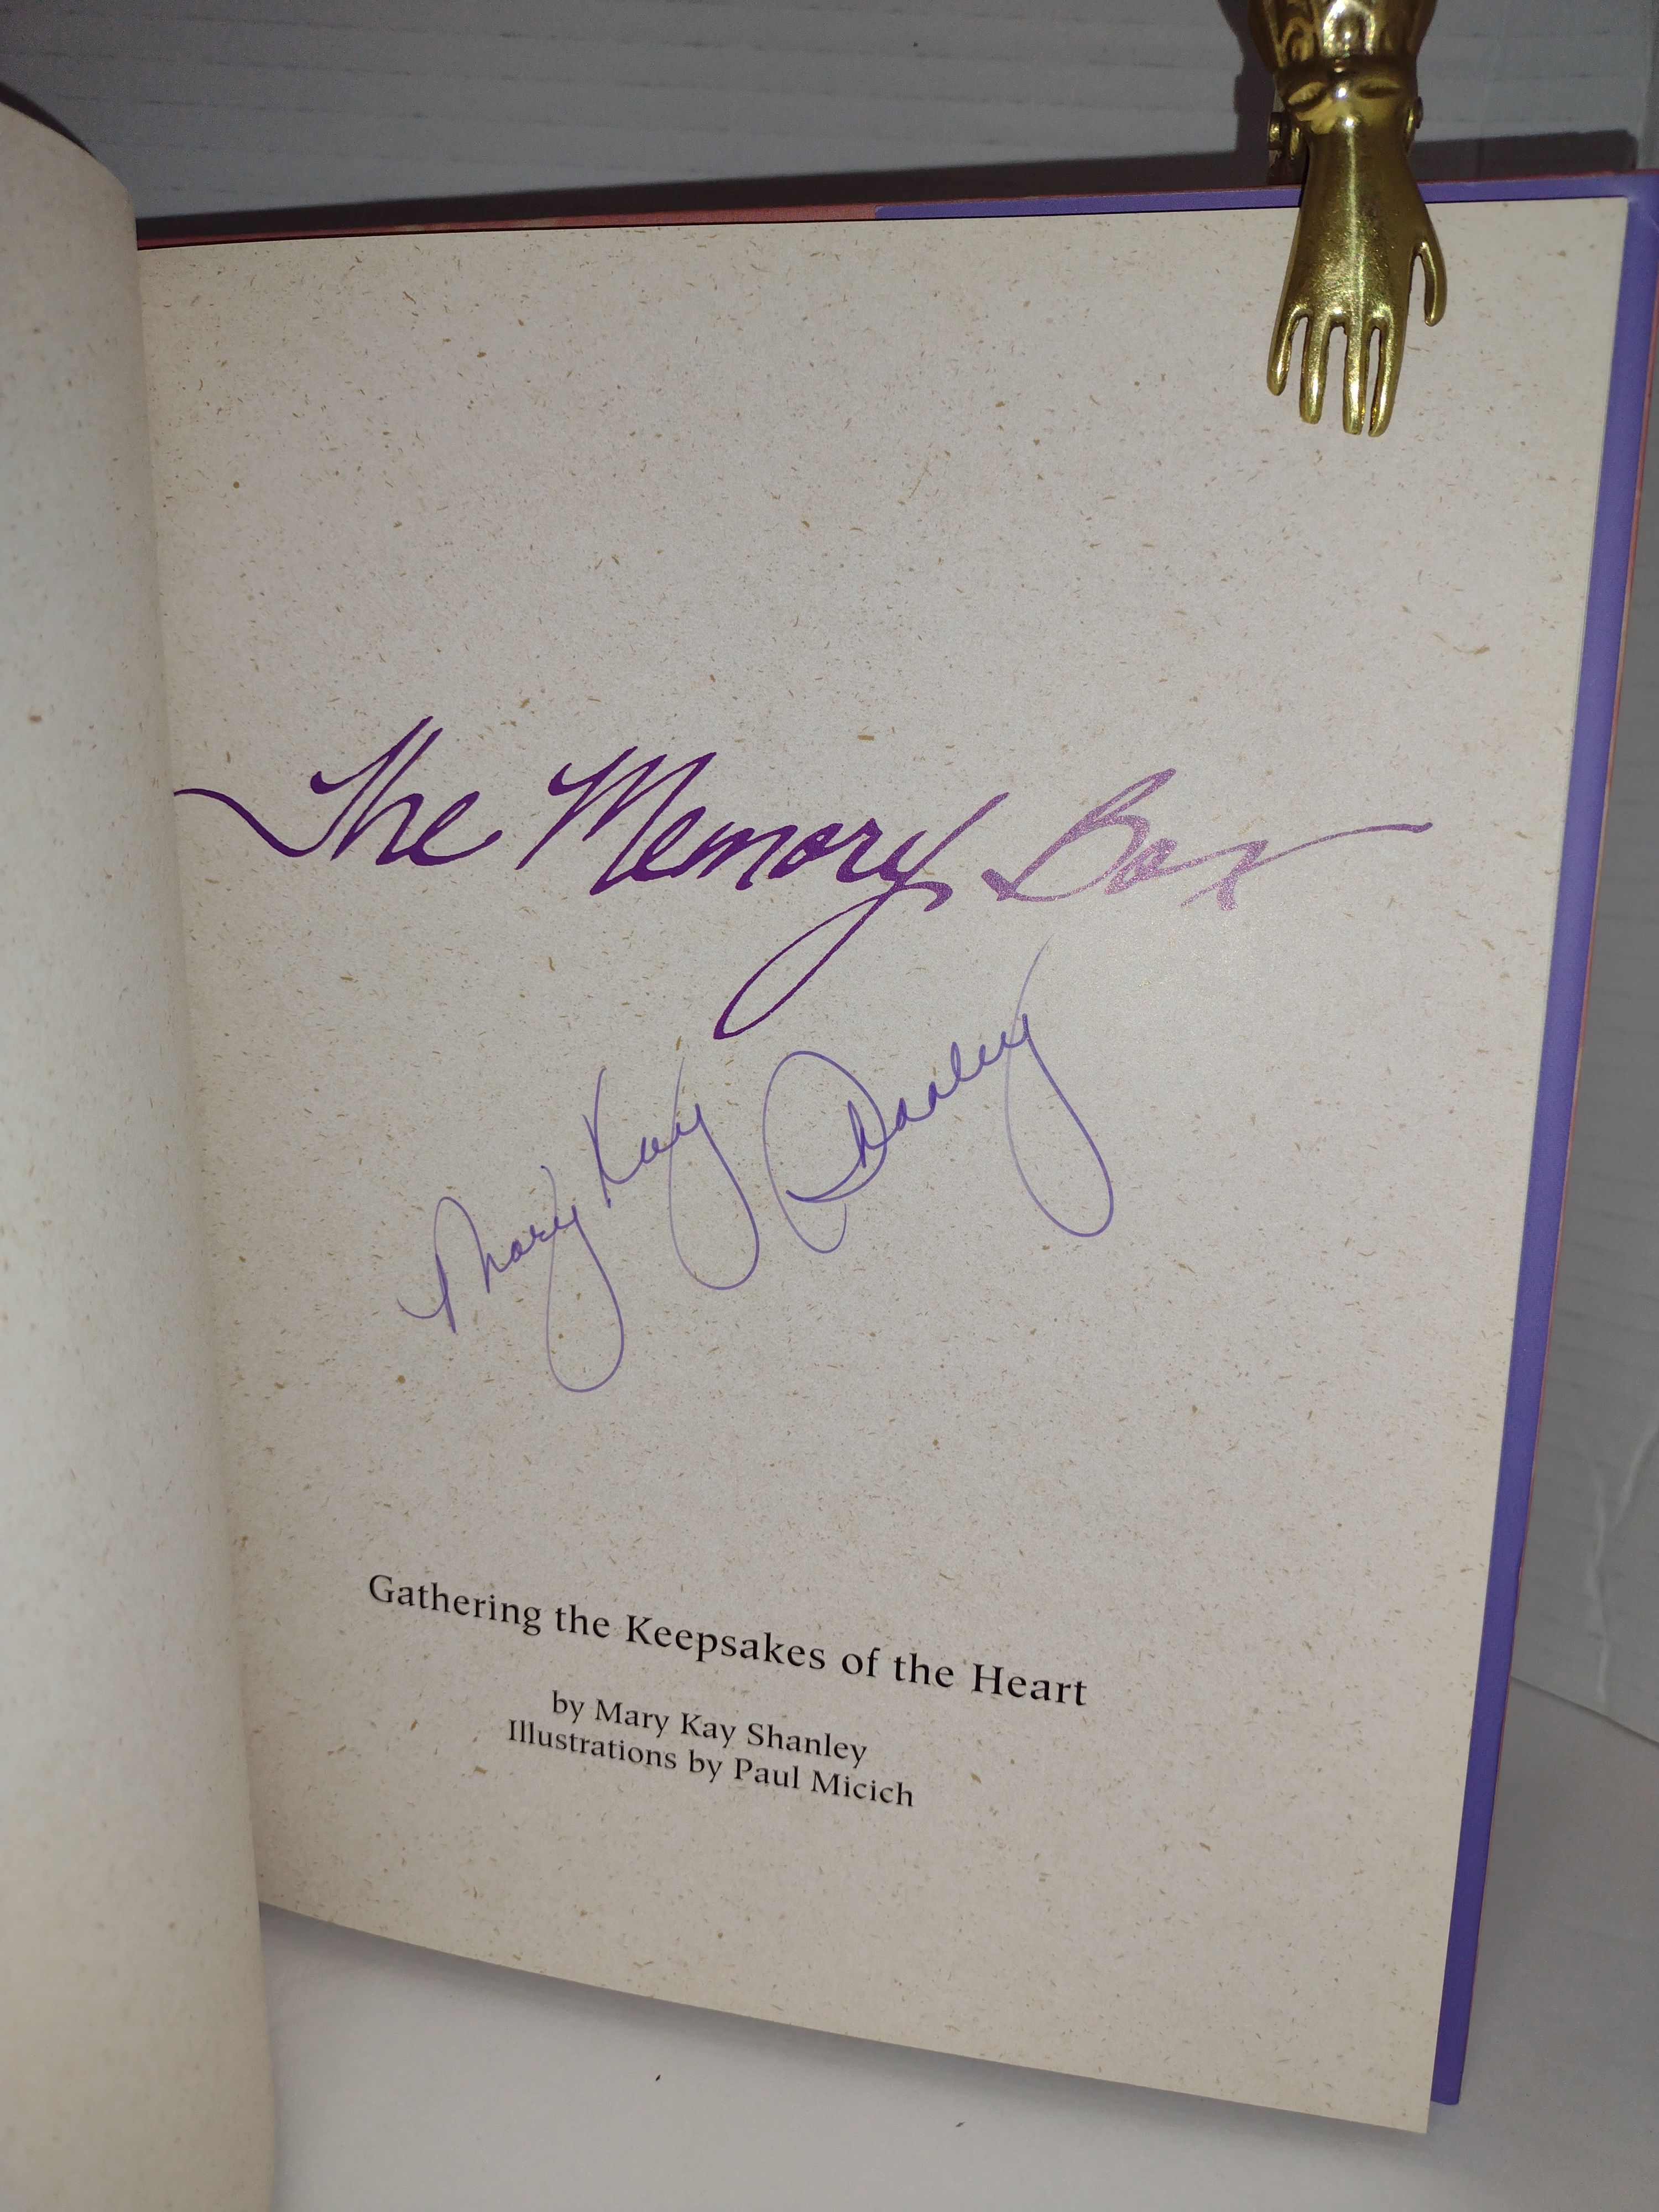 The Memory Box
Mary Kay Shanley
Gathering the Keepsakes of the Heart
by Mary Kay Shanley
Illustrations by Paul Micich